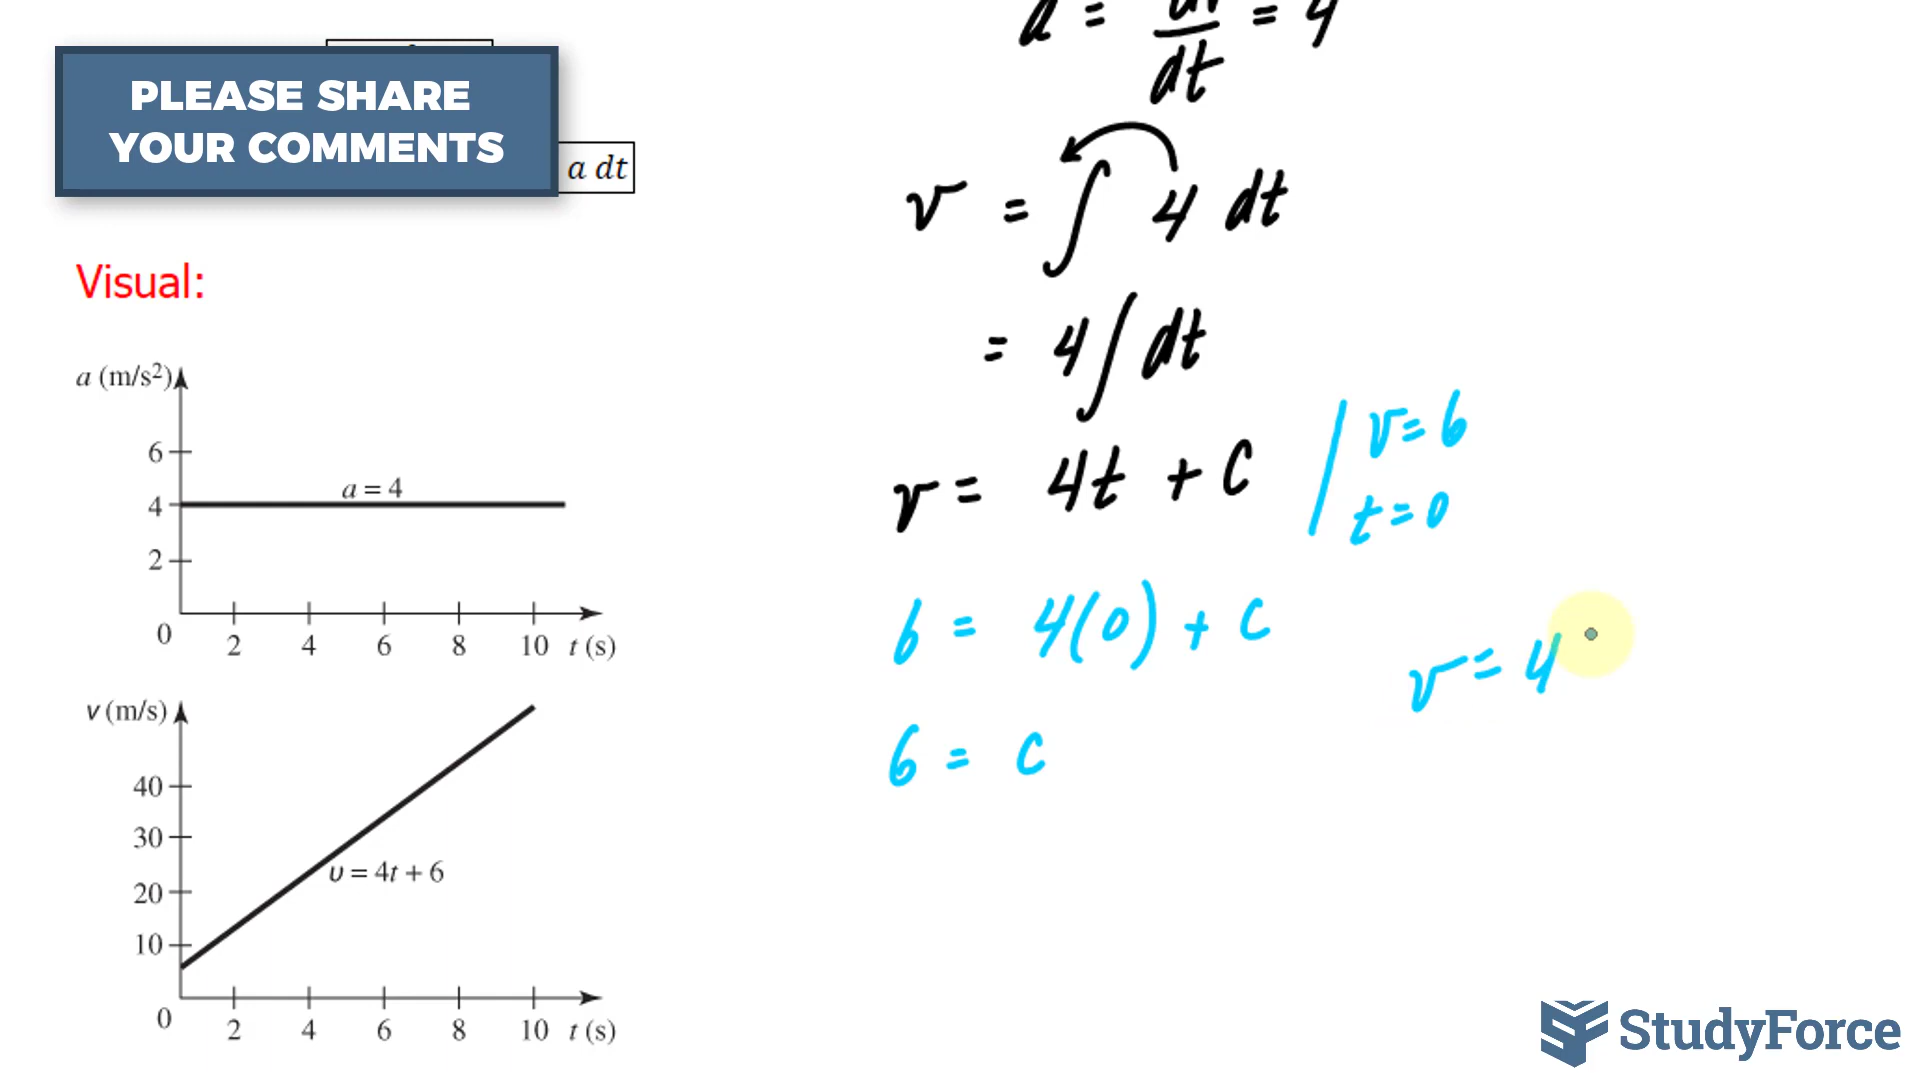 PLEASE SHARE
YOUR COMMENTS
a dt
Visual:
a (m/s²)
6
4
2
0
a = 4
2 4 6 8 10 t (s)
v (m/s)
40
30
20
10
0
υ = 4t + 6
2 4 6 8 10 t (s)
a = /dt = 4
v = ∫ 4 dt
= 4∫ dt
v = 4t + C
v = 6
t = 0
6 = 4(0) + C
6 = C
v = 4
StudyForce